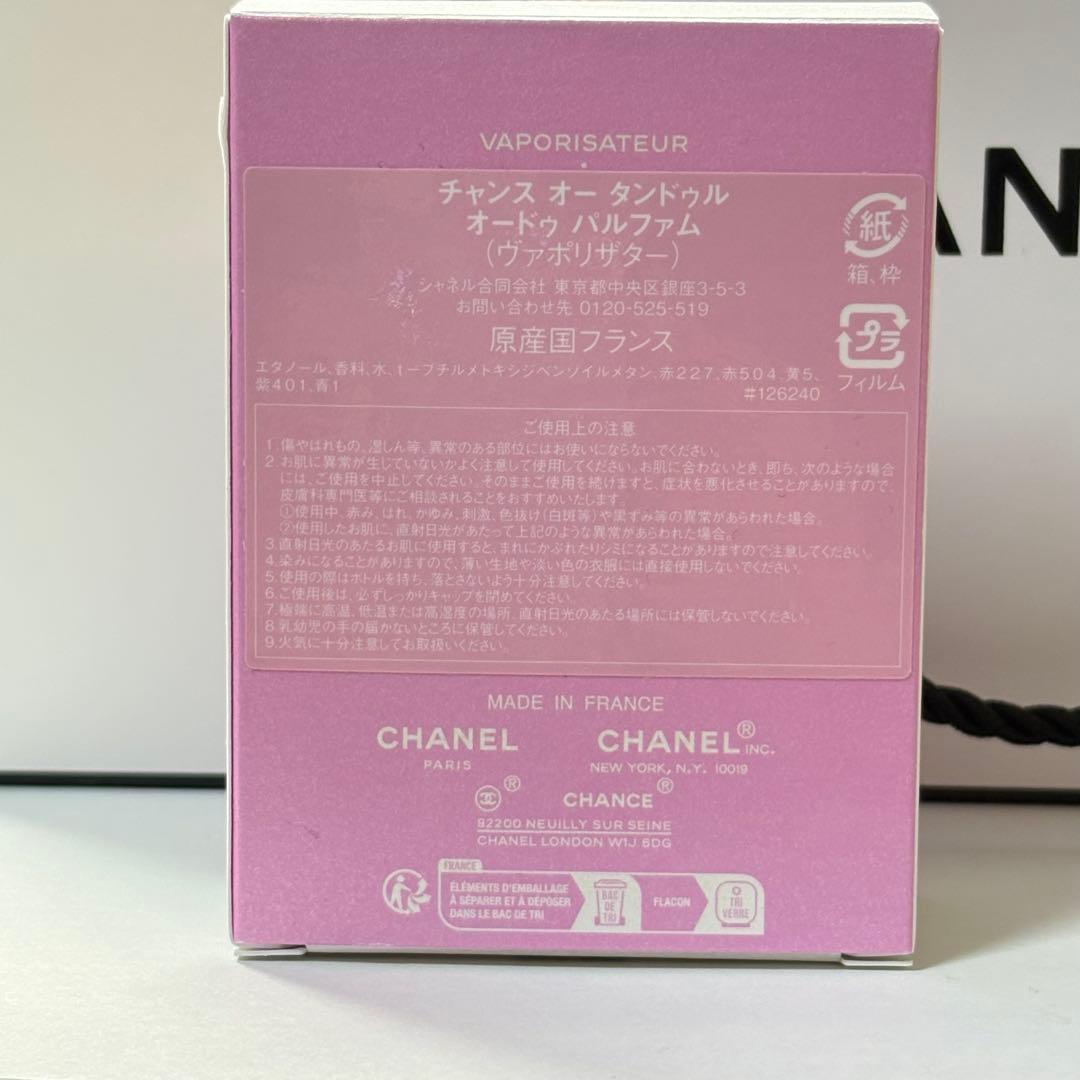 VAPORISATEUR
チャンス オー タンドゥル
オードゥ パルファム
(ヴァポリザター)
シャネル合同会社 東京都中央区銀座3-5-3
お問い合わせ先 0120-525-519
原産国フランス
エタノール、香料、水、t-ブチルメトキシジベンゾイルメタン、赤227、赤504、黄5、
紫401、青1
#126240
紙
箱、枠
プラ
フィルム
AN
ご使用上の注意
1. 傷やはれもの、湿しん等、異常のある部位にはお使いにならないでください。
2. お肌に異常が生じていないかよく注意して使用してください。お肌に合わないとき、即ち、次のような場合
には、ご使用を中止してください。そのままご使用を続けますと、症状を悪化させることがありますので、
皮膚科専門医等にご相談されることをおすすめいたします。
①使用中、赤み、はれ、かゆみ、刺激、色抜け(白斑等)や黒ずみ等の異常があらわれた場合。
②使用したお肌に、直射日光があたって上記のような異常があらわれた場合。
3. 直射日光のあたるお肌に使用すると、まれにかぶれたりシミになることがありますので注意してください。
4. 染みになることがありますので、薄い生地や淡い色の衣服には直接使用しないでください。
5. 使用の際はボトルを持ち、落とさないよう十分注意してください。
6. ご使用後は、必ずしっかりキャップを閉めてください。
7. 極端に高温、低温または高湿度の場所、直射日光のあたる場所には保管しないでください。
8. 乳幼児の手の届かないところに保管してください。
9. 火気に十分注意してお取扱いください。
MADE IN FRANCE
CHANEL
PARIS
CHANEL® INC.
NEW YORK, N.Y. 10019
® CHANCE®
92200 NEUILLY SUR SEINE
CHANEL LONDON W1J 6DG
FRANCE
ÉLÉMENTS D'EMBALLAGE
À SÉPARER ET À DÉPOSER
DANS LE BAC DE TRI
BAC
DE
TRI
FLACON
TRI
VERRE